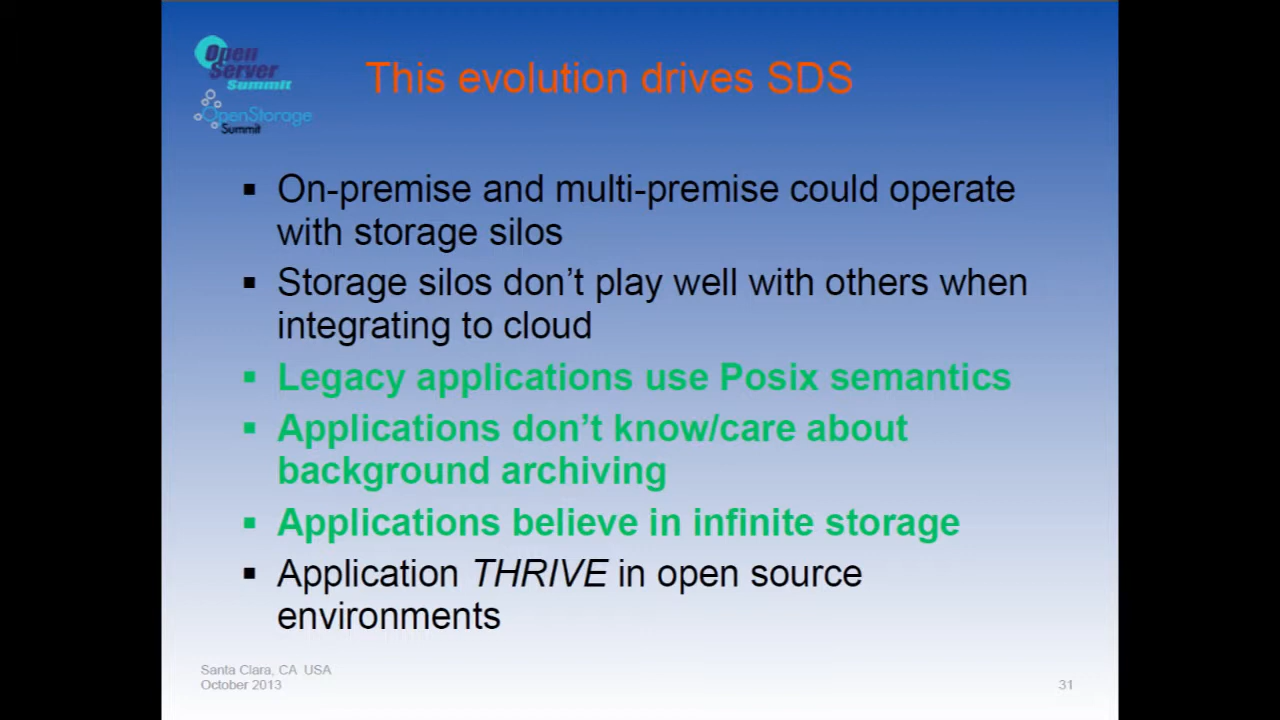 Open
Server
Summit
OpenStorage
Summit
This evolution drives SDS
▪ On-premise and multi-premise could operate
with storage silos
▪ Storage silos don't play well with others when
integrating to cloud
▪ Legacy applications use Posix semantics
▪ Applications don't know/care about
background archiving
▪ Applications believe in infinite storage
▪ Application THRIVE in open source
environments
Santa Clara, CA USA
October 2013
31